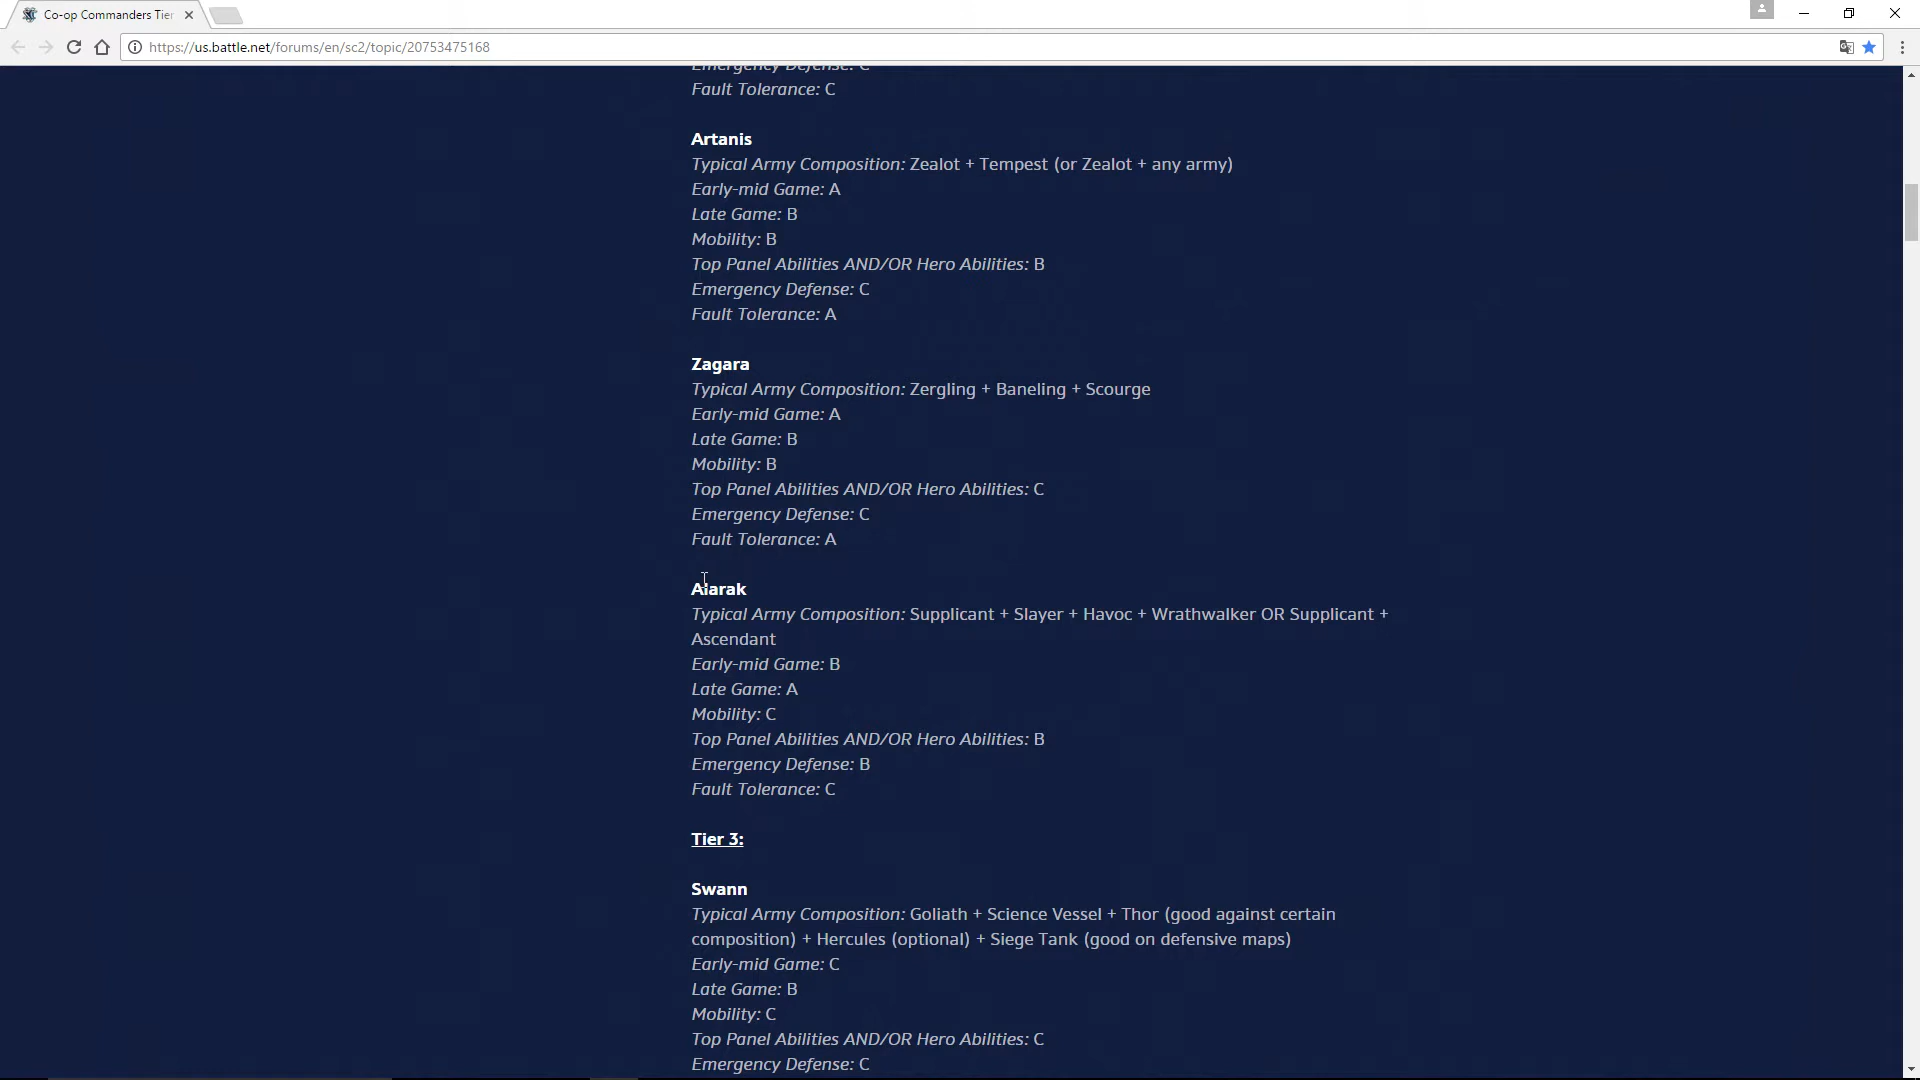 Co-op Commanders Tier
https://us.battle.net/forums/en/sc2/topic/20753475168
Emergency Defense: C
Fault Tolerance: C
Artanis
Typical Army Composition: Zealot + Tempest (or Zealot + any army)
Early-mid Game: A
Late Game: B
Mobility: B
Top Panel Abilities AND/OR Hero Abilities: B
Emergency Defense: C
Fault Tolerance: A
Zagara
Typical Army Composition: Zergling + Baneling + Scourge
Early-mid Game: A
Late Game: B
Mobility: B
Top Panel Abilities AND/OR Hero Abilities: C
Emergency Defense: C
Fault Tolerance: A
Alarak
Typical Army Composition: Supplicant + Slayer + Havoc + Wrathwalker OR Supplicant +
Ascendant
Early-mid Game: B
Late Game: A
Mobility: C
Top Panel Abilities AND/OR Hero Abilities: B
Emergency Defense: B
Fault Tolerance: C
Tier 3:
Swann
Typical Army Composition: Goliath + Science Vessel + Thor (good against certain
composition) + Hercules (optional) + Siege Tank (good on defensive maps)
Early-mid Game: C
Late Game: B
Mobility: C
Top Panel Abilities AND/OR Hero Abilities: C
Emergency Defense: C